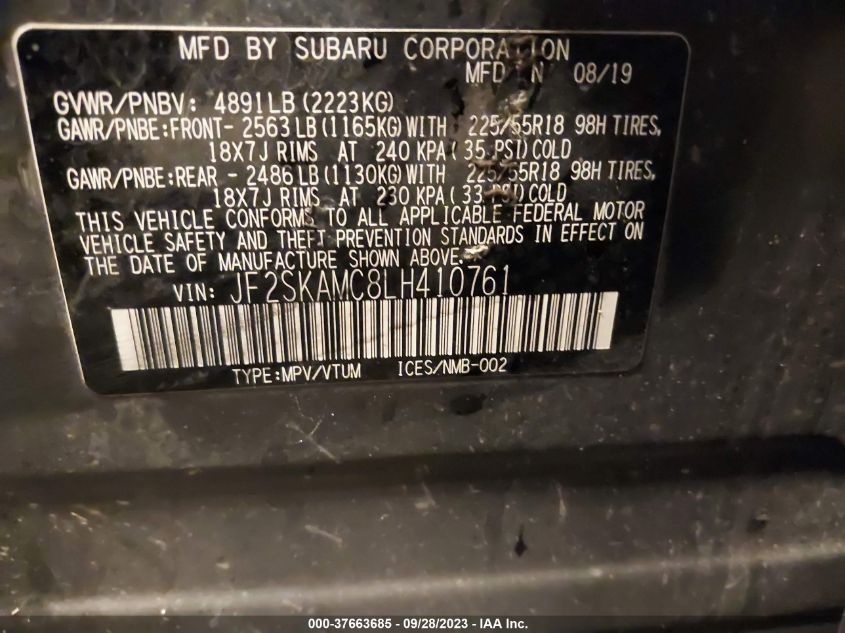 MFD BY SUBARU CORPORATION
MFD IN 08/19
GVWR/PNBV: 4891LB (2223KG)
GAWR/PNBE:FRONT- 2563LB (1165KG) WITH 225/55R18 98H TIRES,
18X7J RIMS AT 240 KPA ( 35 PSI) COLD
GAWR/PNBE:REAR - 2486LB (1130KG) WITH 225/55R18 98H TIRES,
18X7J RIMS AT 230 KPA ( 33 PSI) COLD
THIS VEHICLE CONFORMS TO ALL APPLICABLE FEDERAL MOTOR
VEHICLE SAFETY AND THEFT PREVENTION STANDARDS IN EFFECT ON
THE DATE OF MANUFACTURE SHOWN ABOVE.
VIN: JF2SKAMC8LH410761
TYPE:MPV/VTUM ICES/NMB-002
000-37663685 - 09/28/2023 - IAA Inc.